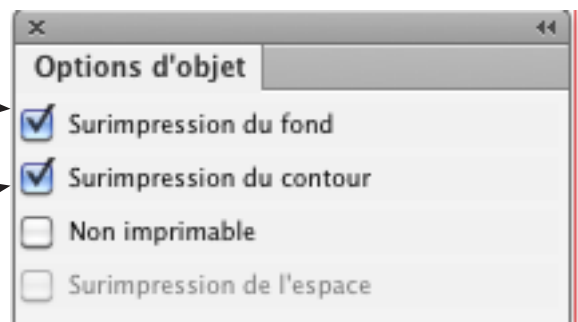 Options d'objet
Surimpression du fond
Surimpression du contour
Non imprimable
Surimpression de l'espace